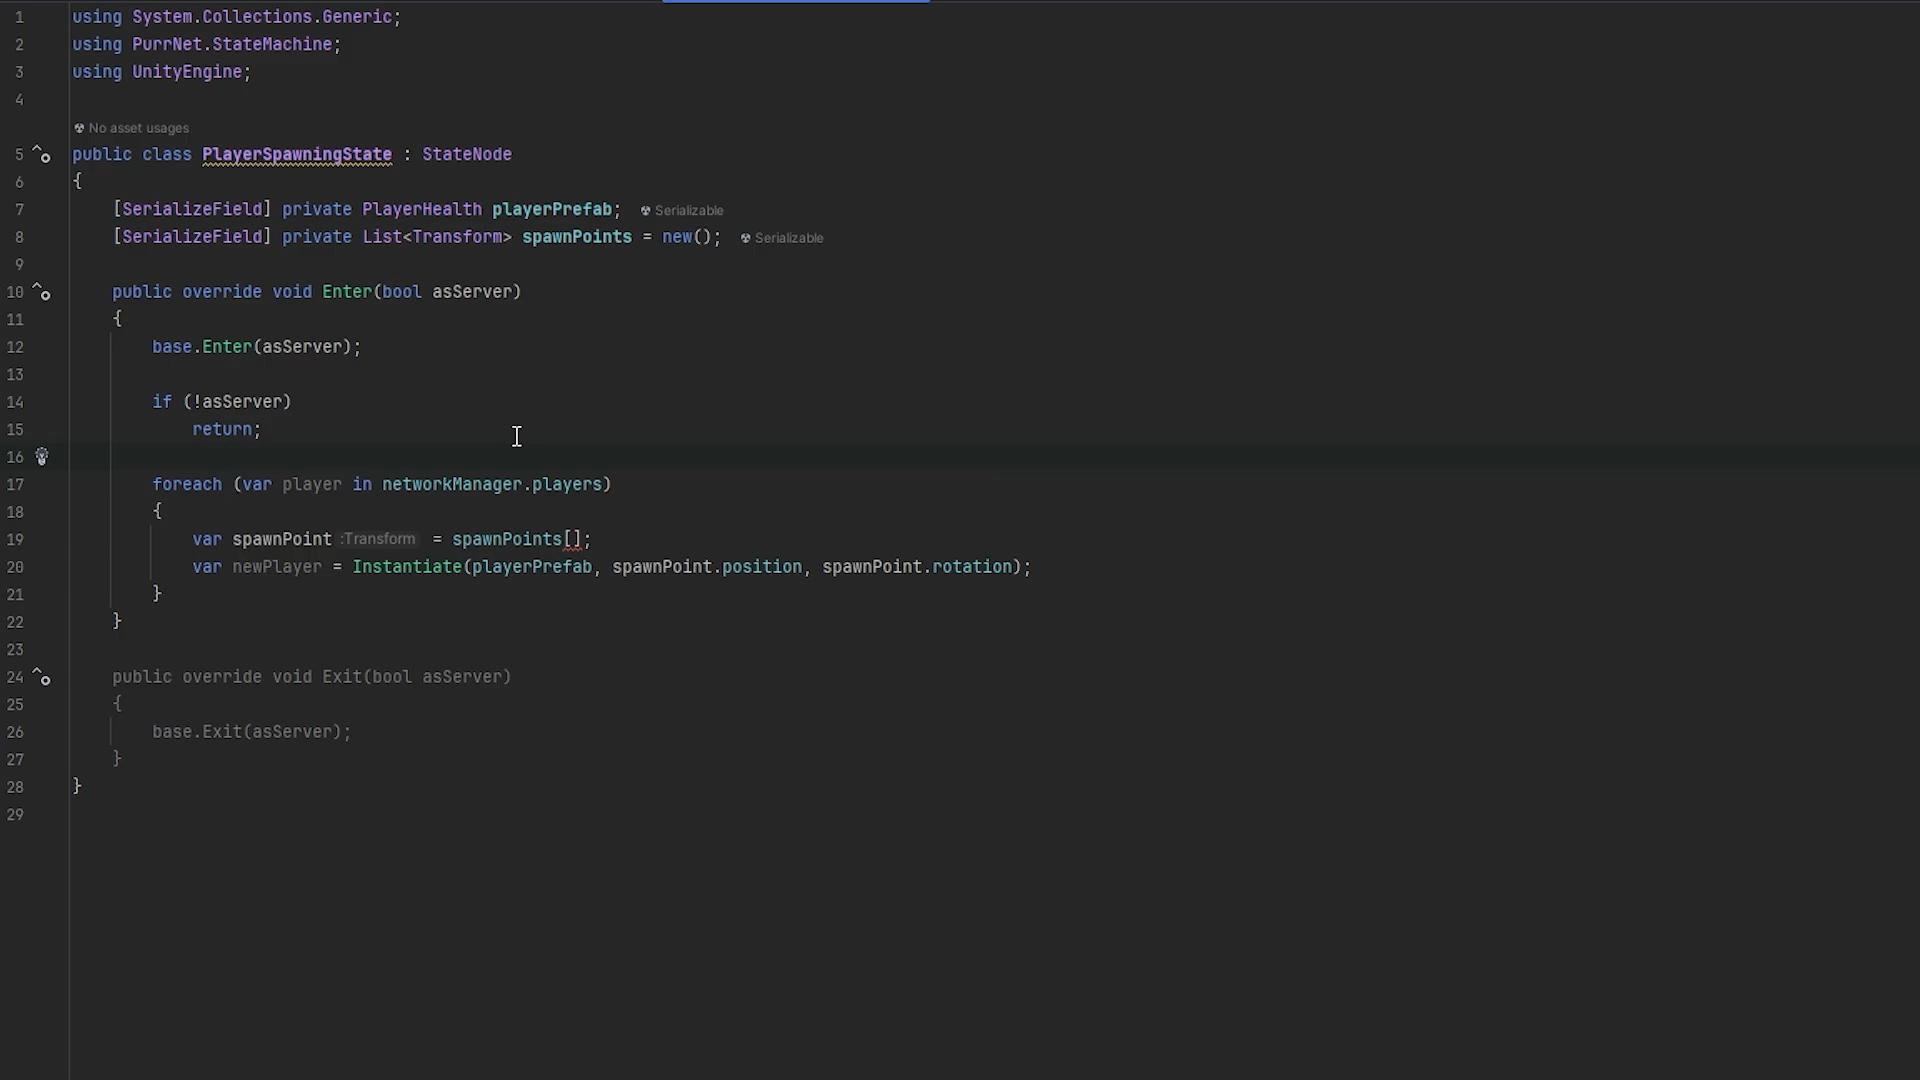 1 using System.Collections.Generic;
2 using PurrNet.StateMachine;
3 using UnityEngine;
4
No asset usages
5 public class PlayerSpawningState : StateNode
6 {
7 [SerializeField] private PlayerHealth playerPrefab; Serializable
8 [SerializeField] private List<Transform> spawnPoints = new(); Serializable
9
10 public override void Enter(bool asServer)
11 {
12 base.Enter(asServer);
13
14 if (!asServer)
15 return;
16
17 foreach (var player in networkManager.players)
18 {
19 var spawnPoint :Transform = spawnPoints[];
20 var newPlayer = Instantiate(playerPrefab, spawnPoint.position, spawnPoint.rotation);
21 }
22 }
23
24 public override void Exit(bool asServer)
25 {
26 base.Exit(asServer);
27 }
28 }
29